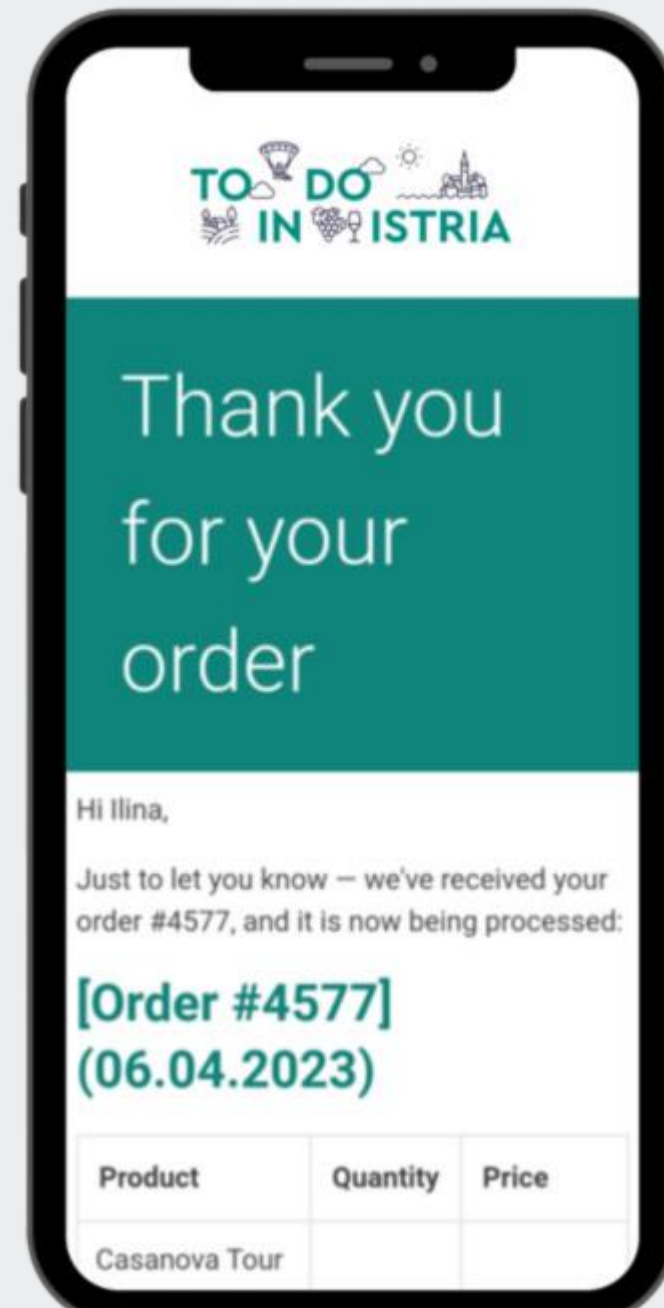 TO DO
IN ISTRIA
Thank you
for your
order
Hi Ilina,
Just to let you know — we've received your
order #4577, and it is now being processed:
[Order #4577]
(06.04.2023)
Product Quantity Price
Casanova Tour